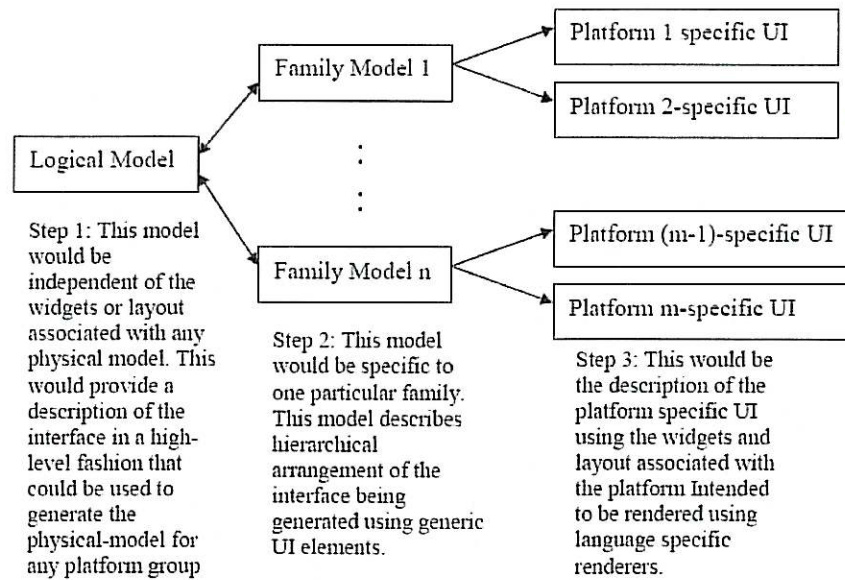 Platform 1 specific UI
Family Model 1
Platform 2-specific UI
Logical Model
Platform (m-1)-specific UI
Family Model n
Platform m-specific UI
Step 1: This model
would be
independent of the
widgets or layout
associated with any
physical model. This
would provide a
description of the
interface in a high-
level fashion that
could be used to
generate the
physical-model for
any platform group
Step 2: This model
would be specific to
one particular family.
This model describes
hierarchical
arrangement of the
interface being
generated using generic
UI elements.
Step 3: This would be
the description of the
platform specific UI
using the widgets and
layout associated with
the platform Intended
to be rendered using
language specific
renderers.